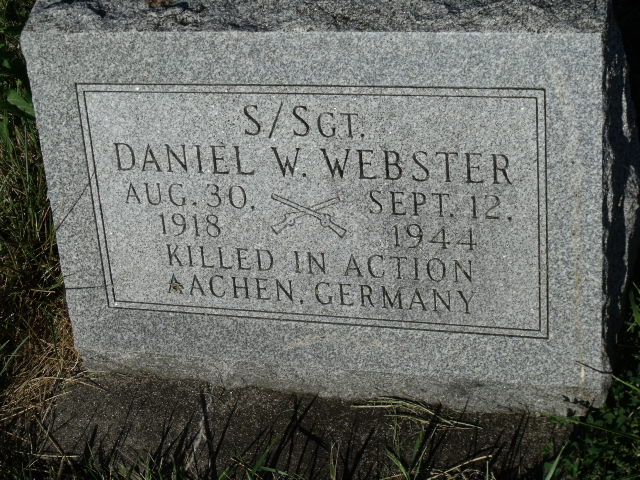 S/SGT.
DANIEL W. WEBSTER
AUG. 30, SEPT. 12,
1918 1944
KILLED IN ACTION
AACHEN, GERMANY